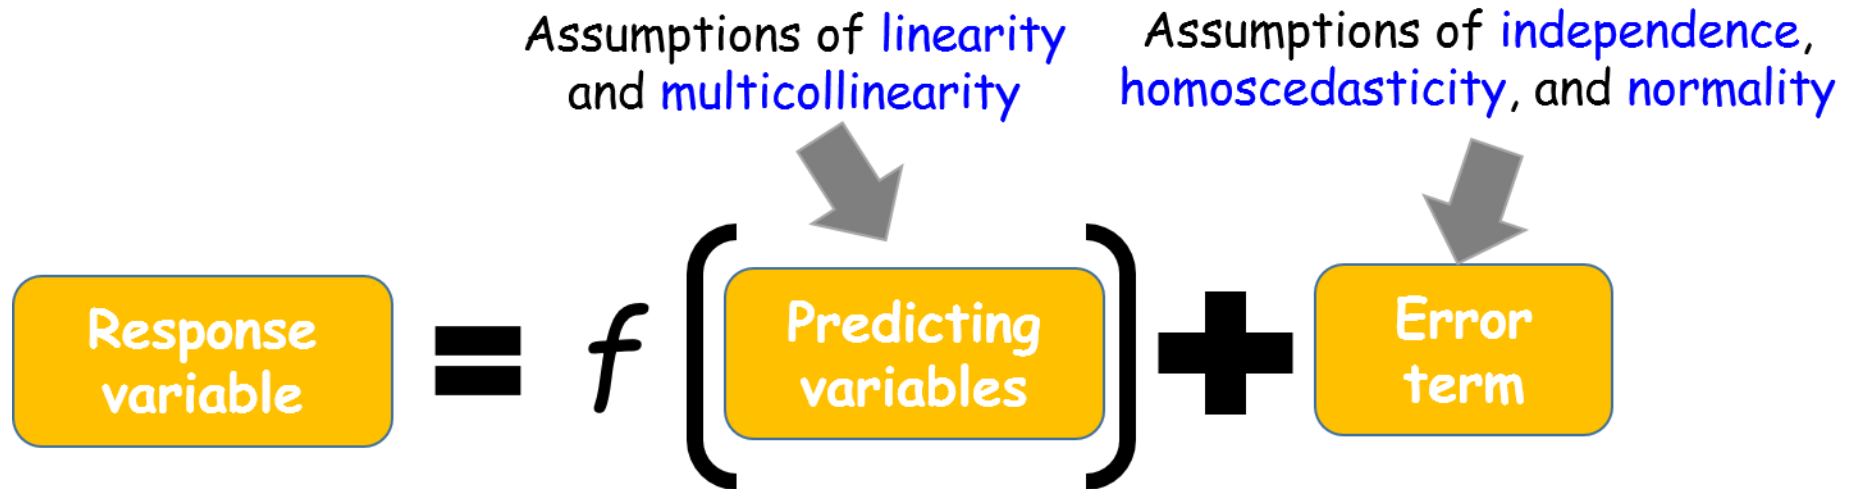 Assumptions of linearity
and multicollinearity
Assumptions of independence,
homoscedasticity, and normality
Response
variable
=
f
(
Predicting
variables
)
+
Error
term